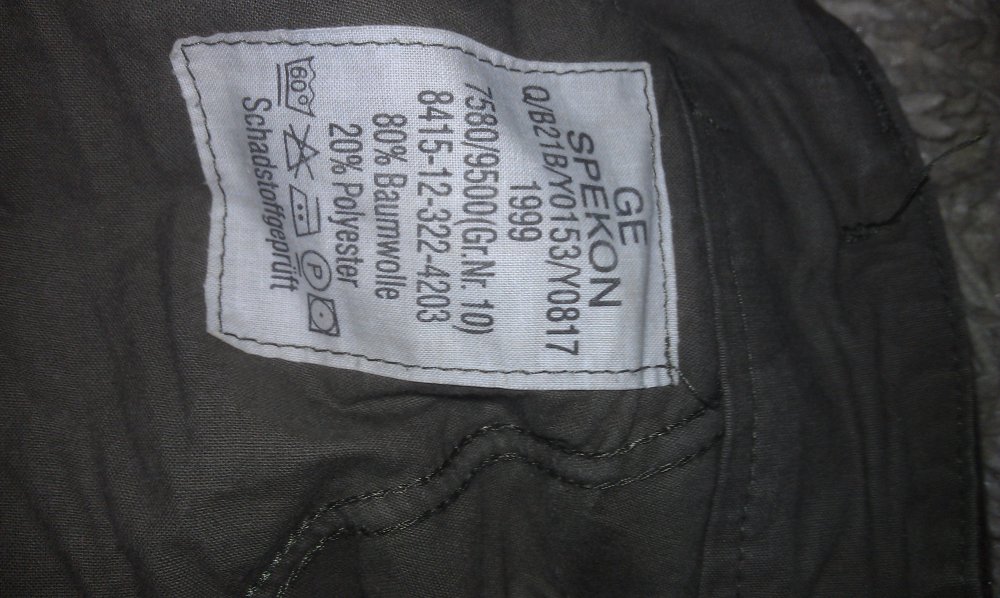 GE
SPEKON
Q/B21B/Y0153/Y0817
1999
7580/9500(Gr.Nr. 10)
8415-12-322-4203
80% Baumwolle
20% Polyester
60 P
Schadstoffgeprüft